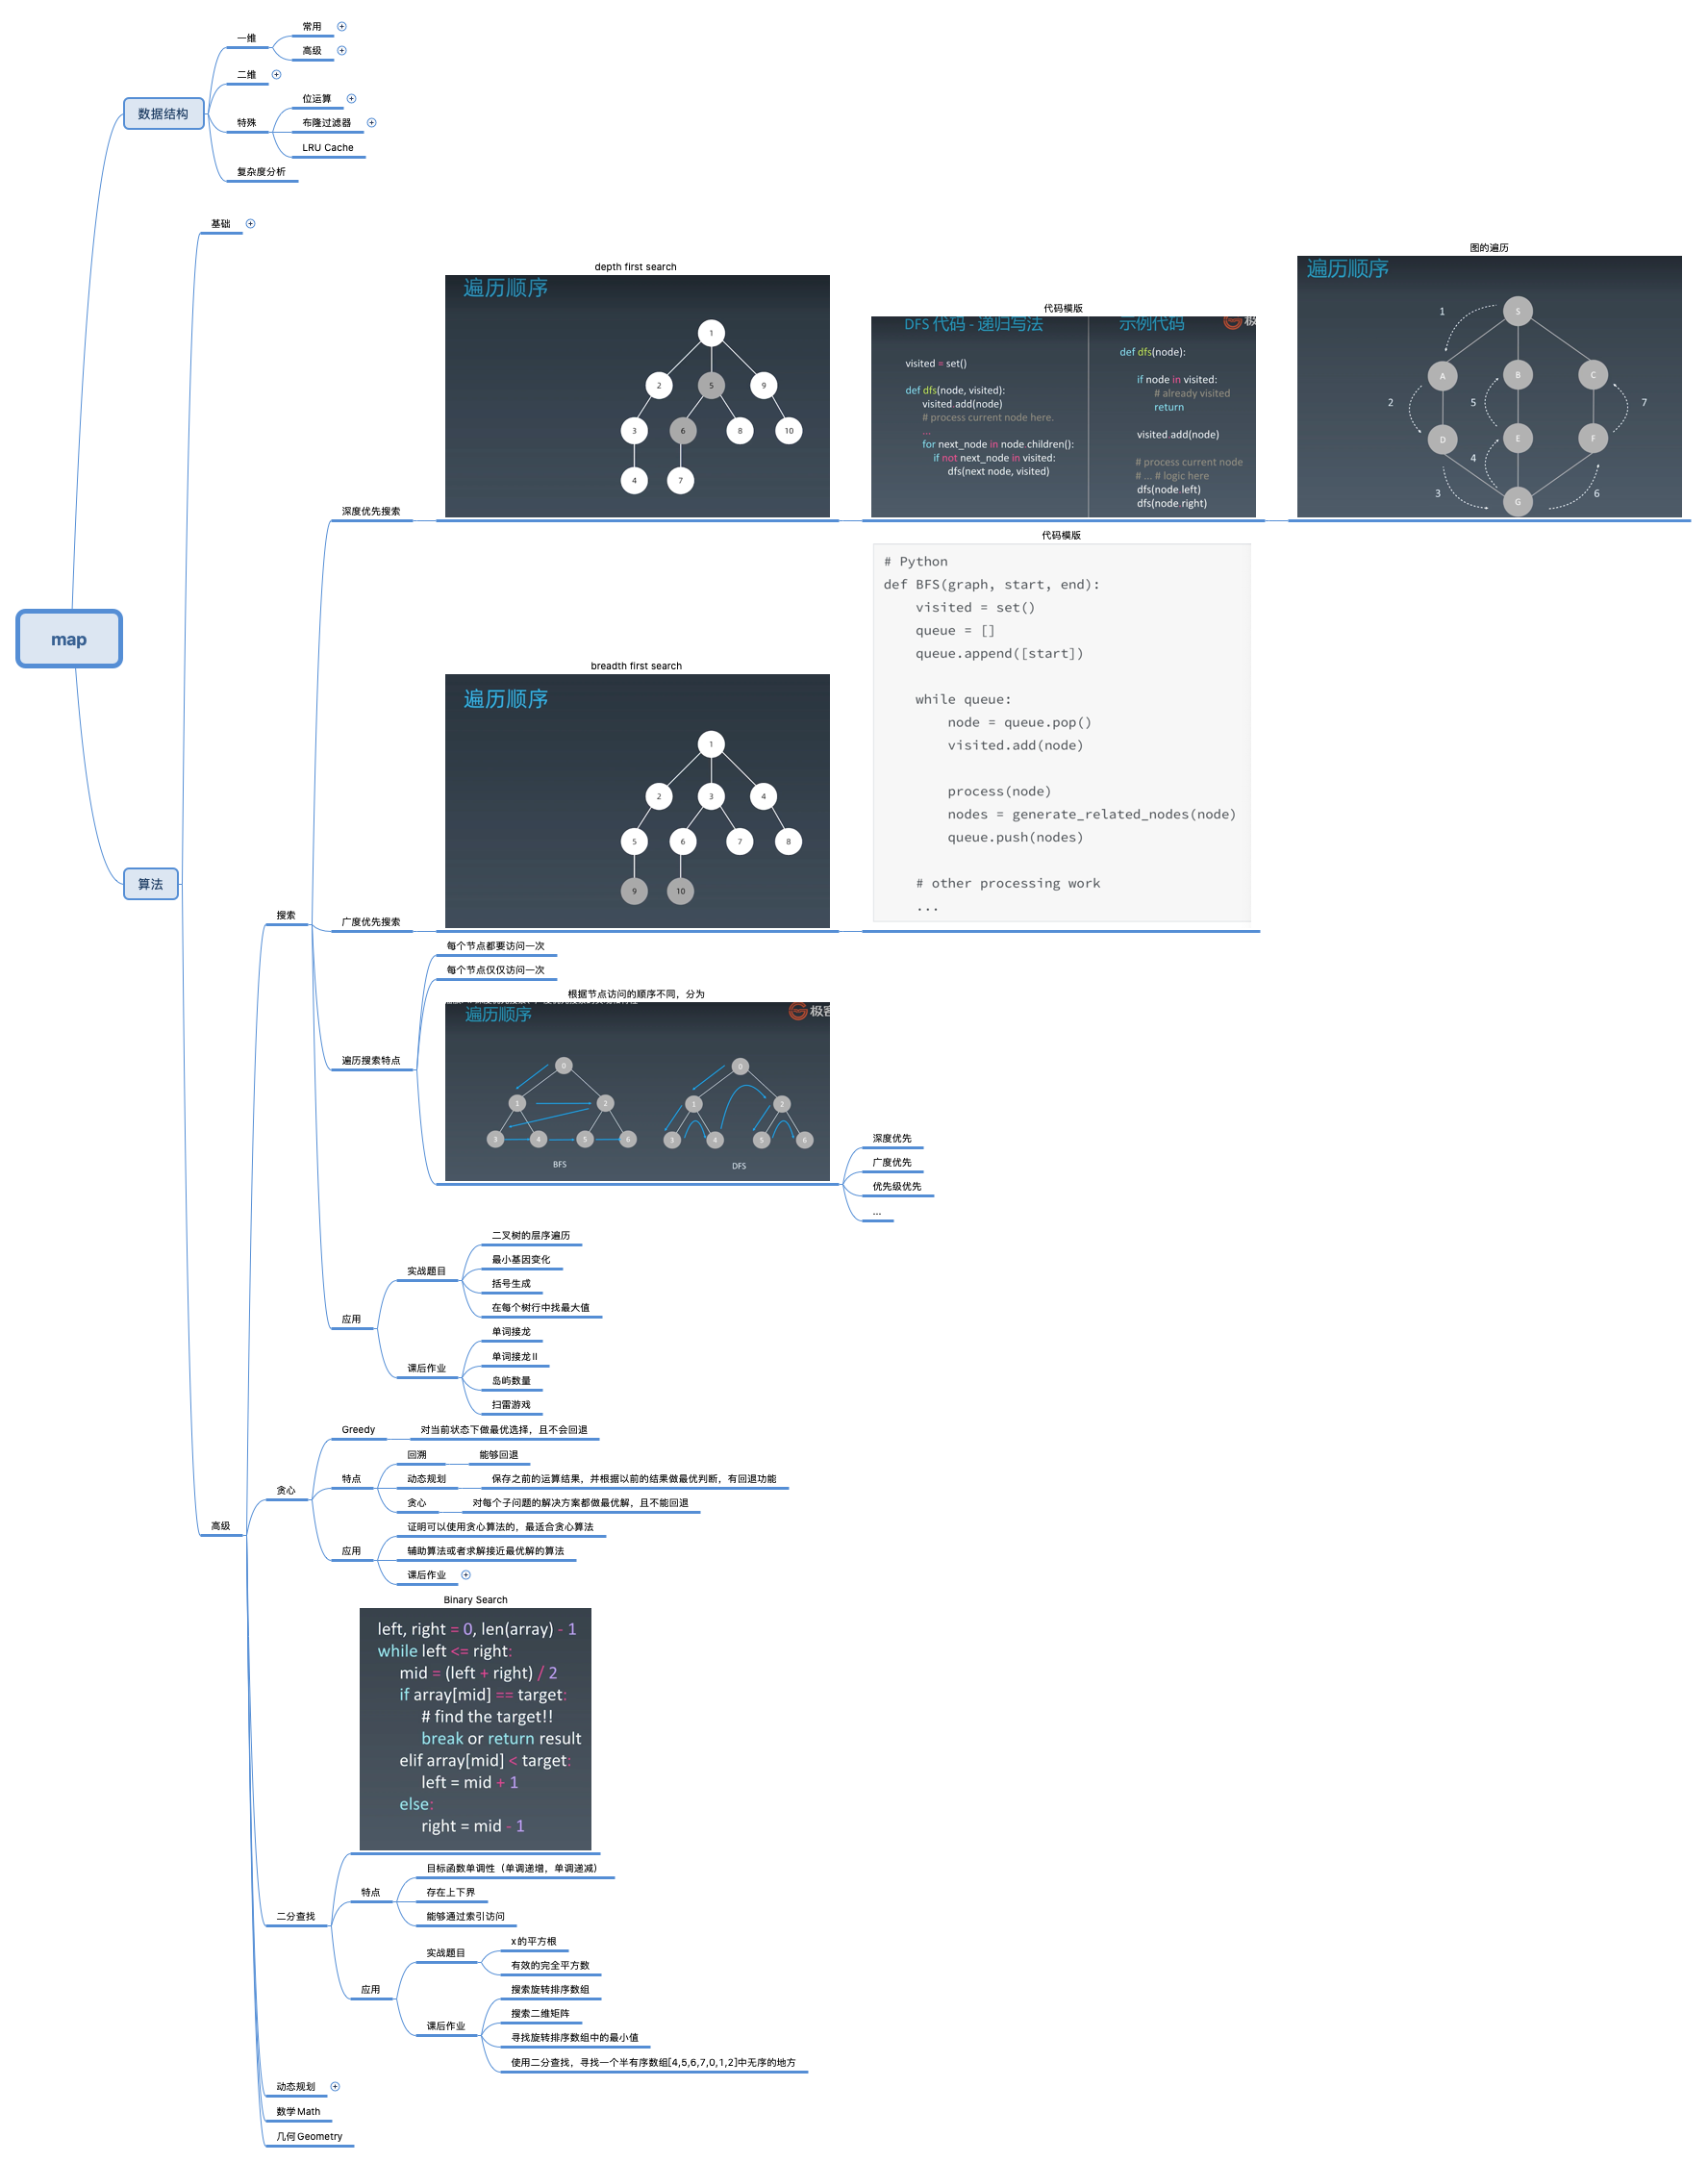 map
数据结构
一维
常用
高级
二维
特殊
位运算
布隆过滤器
LRU Cache
复杂度分析
算法
基础
高级
搜索
深度优先搜索
depth first search
遍历顺序
1
2
5
9
3
6
8
10
4
7
代码模版
DFS 代码 - 递归写法
visited = set()
def dfs(node, visited):
visited.add(node)
# process current node here.
...
for next_node in node.children():
if not next_node in visited:
dfs(next node, visited)
示例代码
极
def dfs(node):
if node in visited:
# already visited
return
visited.add(node)
# process current node
# ... # logic here
dfs(node.left)
dfs(node.right)
图的遍历
遍历顺序
1
S
A
B
C
2
5
7
D
E
F
4
3
G
6
广度优先搜索
breadth first search
遍历顺序
1
2
3
4
5
6
7
8
9
10
代码模版
# Python
def BFS(graph, start, end):
visited = set()
queue = []
queue.append([start])
while queue:
node = queue.pop()
visited.add(node)
process(node)
nodes = generate_related_nodes(node)
queue.push(nodes)
# other processing work
...
遍历搜索特点
每个节点都要访问一次
每个节点仅仅访问一次
根据节点访问的顺序不同，分为
遍历顺序
极客
0
1
2
3
4
5
6
BFS
0
1
2
3
4
5
6
DFS
深度优先
广度优先
优先级优先
...
应用
实战题目
二叉树的层序遍历
最小基因变化
括号生成
在每个树行中找最大值
课后作业
单词接龙
单词接龙 II
岛屿数量
扫雷游戏
贪心
Greedy
对当前状态下做最优选择，且不会回退
特点
回溯
能够回退
动态规划
保存之前的运算结果，并根据以前的结果做最优判断，有回退功能
贪心
对每个子问题的解决方案都做最优解，且不能回退
应用
证明可以使用贪心算法的，最适合贪心算法
辅助算法或者求解接近最优解的算法
课后作业
二分查找
Binary Search
left, right = 0, len(array) - 1
while left <= right:
mid = (left + right) / 2
if array[mid] == target:
# find the target!!
break or return result
elif array[mid] < target:
left = mid + 1
else:
right = mid - 1
特点
目标函数单调性（单调递增，单调递减）
存在上下界
能够通过索引访问
应用
实战题目
x 的平方根
有效的完全平方数
课后作业
搜索旋转排序数组
搜索二维矩阵
寻找旋转排序数组中的最小值
使用二分查找，寻找一个半有序数组[4,5,6,7,0,1,2]中无序的地方
动态规划
数学 Math
几何 Geometry